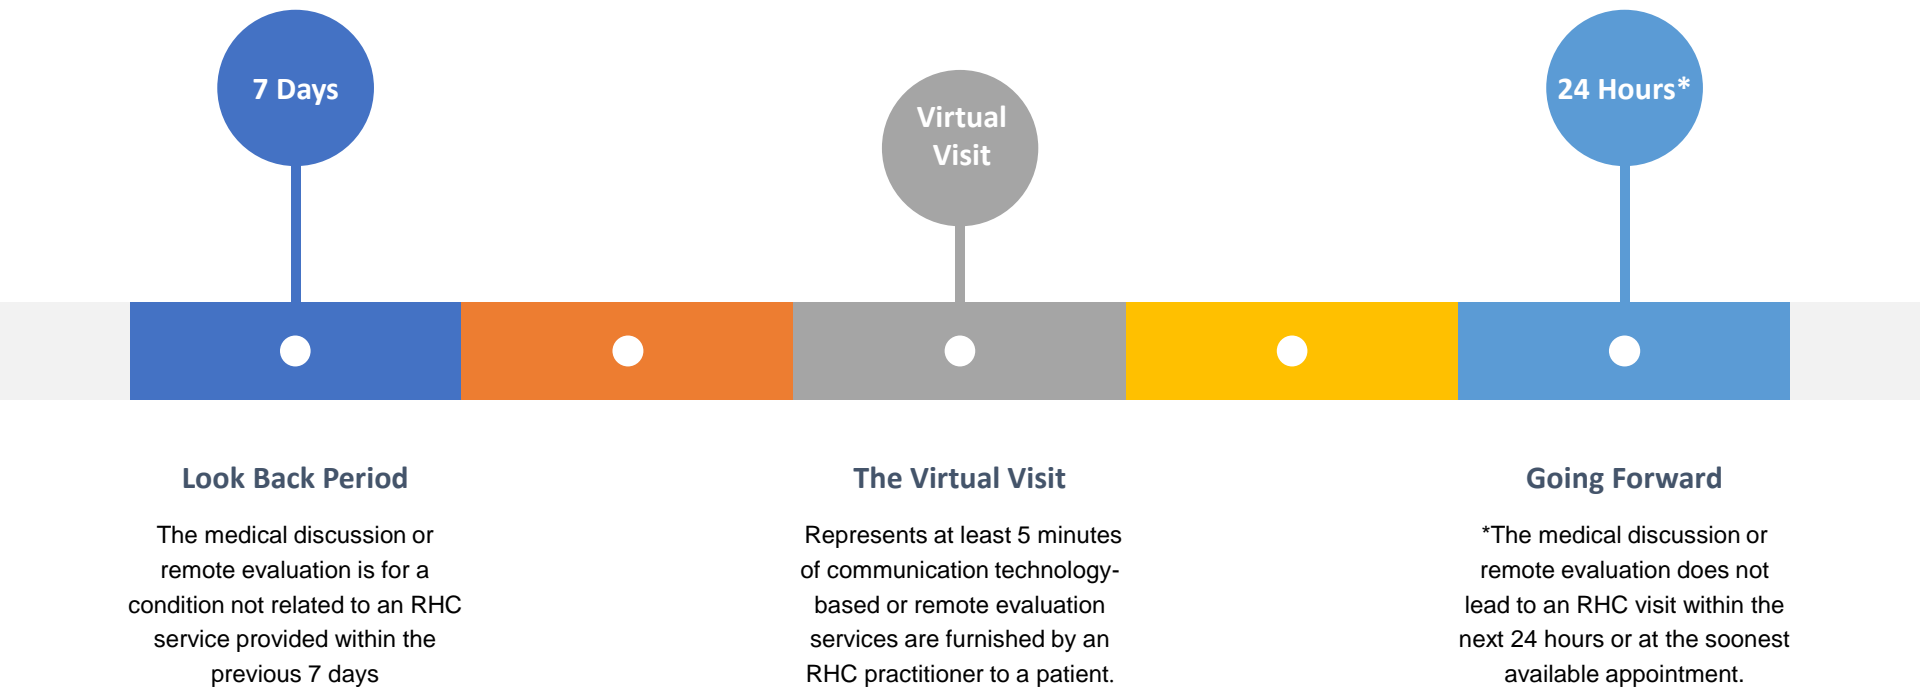 7 Days
Virtual
Visit
24 Hours*
Look Back Period
The medical discussion or
remote evaluation is for a
condition not related to an RHC
service provided within the
previous 7 days
The Virtual Visit
Represents at least 5 minutes
of communication technology-
based or remote evaluation
services are furnished by an
RHC practitioner to a patient.
Going Forward
*The medical discussion or
remote evaluation does not
lead to an RHC visit within the
next 24 hours or at the soonest
available appointment.